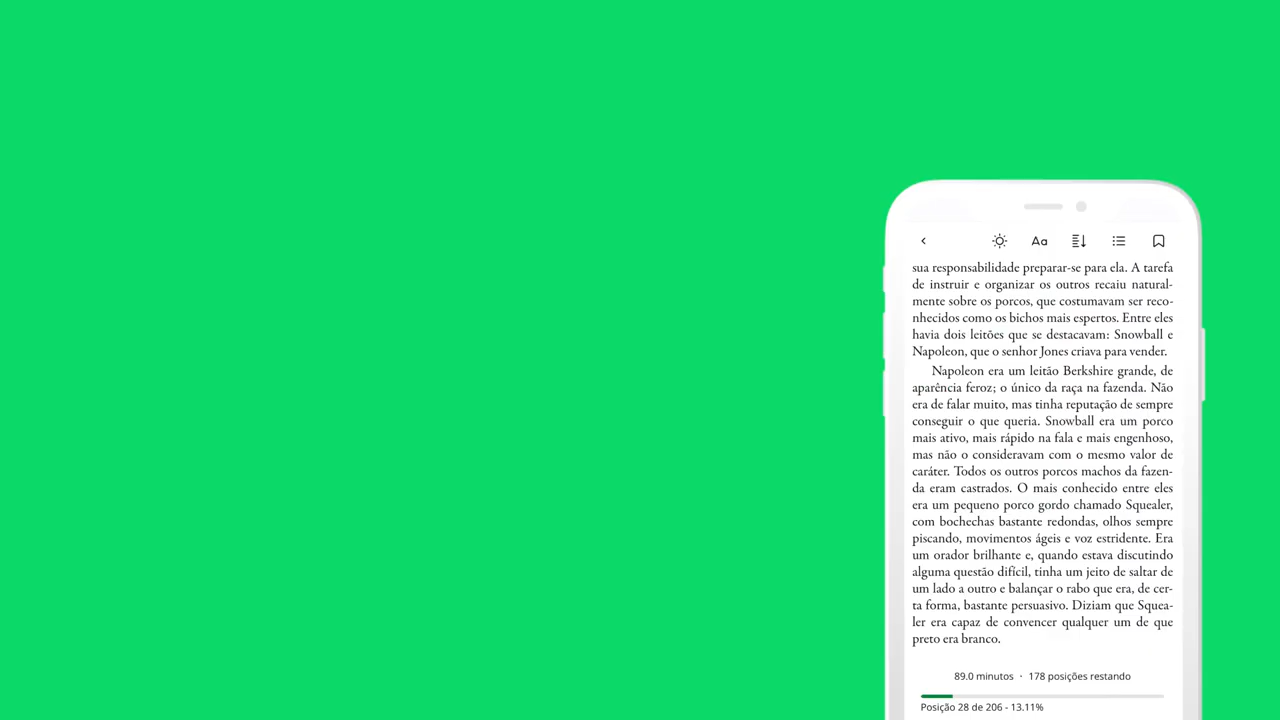 Aa
sua responsabilidade preparar-se para ela. A tarefa
de instruir e organizar os outros recaiu natural-
mente sobre os porcos, que costumavam ser reco-
nhecidos como os bichos mais espertos. Entre eles
havia dois leitões que se destacavam: Snowball e
Napoleon, que o senhor Jones criava para vender.
Napoleon era um leitão Berkshire grande, de
aparência feroz; o único da raça na fazenda. Não
era de falar muito, mas tinha reputação de sempre
conseguir o que queria. Snowball era um porco
mais ativo, mais rápido na fala e mais engenhoso,
mas não o consideravam com o mesmo valor de
caráter. Todos os outros porcos machos da fazen-
da eram castrados. O mais conhecido entre eles
era um pequeno porco gordo chamado Squealer,
com bochechas bastante redondas, olhos sempre
piscando, movimentos ágeis e voz estridente. Era
um orador brilhante e, quando estava discutindo
alguma questão difícil, tinha um jeito de saltar de
um lado a outro e balançar o rabo que era, de cer-
ta forma, bastante persuasivo. Diziam que Squea-
ler era capaz de convencer qualquer um de que
preto era branco.
89.0 minutos · 178 posições restando
Posição 28 de 206 - 13.11%